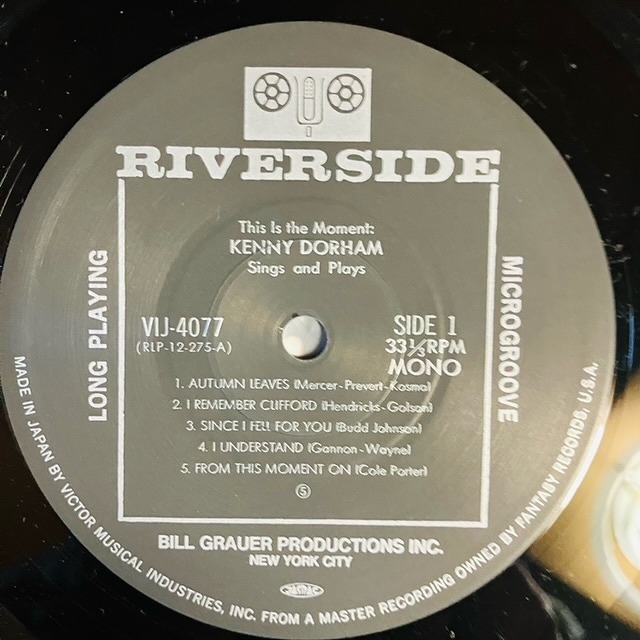 RIVERSIDE
This Is the Moment:
KENNY DORHAM
Sings and Plays
LONG PLAYING
MICROGROOVE
VIJ-4077
(RLP-12-275-A)
SIDE 1
33⅓RPM
MONO
1. AUTUMN LEAVES (Mercer-Prevert-Kosma)
2. I REMEMBER CLIFFORD (Hendricks-Golson)
3. SINCE I FELL FOR YOU (Budd Johnson)
4. I UNDERSTAND (Gannon-Wayne)
5. FROM THIS MOMENT ON (Cole Porter)
Ⓢ
BILL GRAUER PRODUCTIONS INC.
NEW YORK CITY
MADE IN JAPAN BY VICTOR MUSICAL INDUSTRIES, INC. FROM A MASTER RECORDING OWNED BY FANTASY RECORDS, U.S.A.
JASRAC